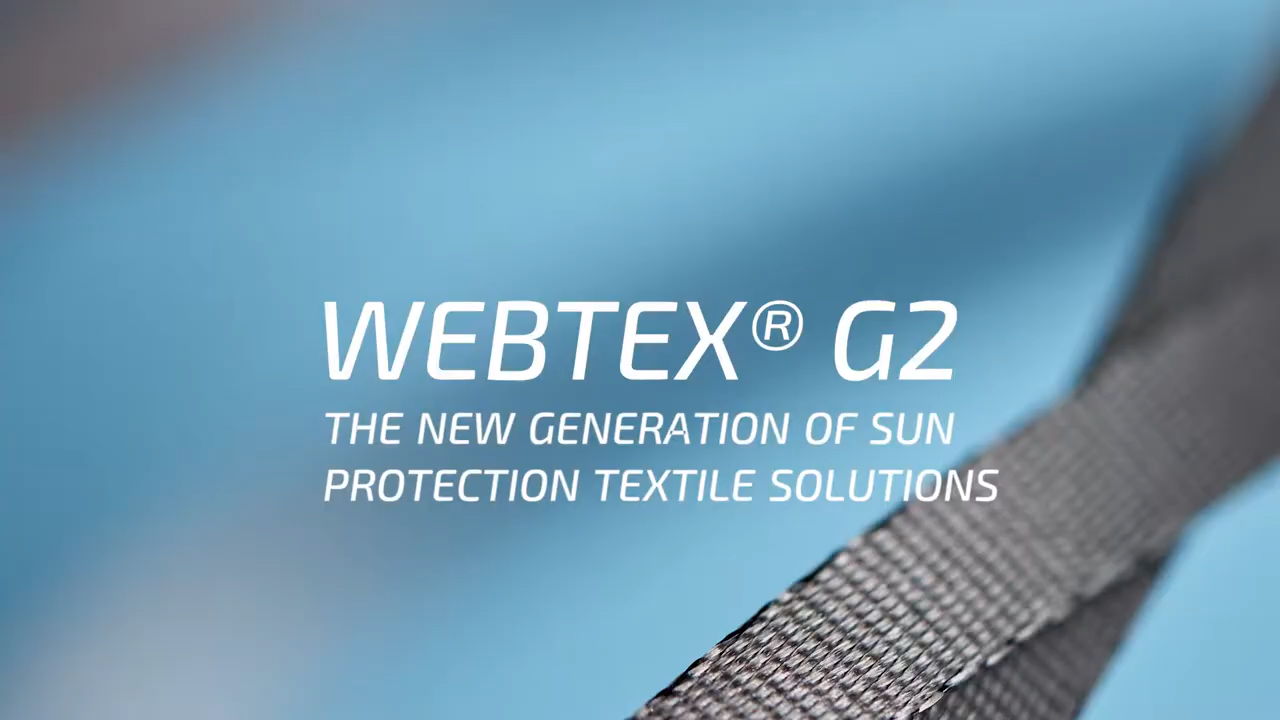 WEBTEX® G2
THE NEW GENERATION OF SUN
PROTECTION TEXTILE SOLUTIONS